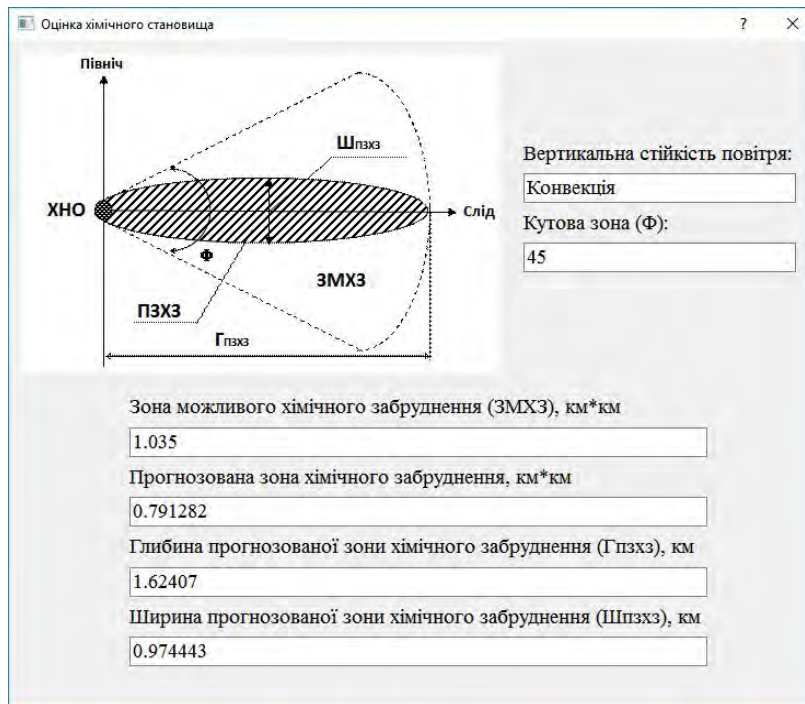 Оцінка хімічного становища
?
Північ
Шпзхз
ХНО
Слід
Ф
ЗМХЗ
ПЗХЗ
Гпзхз
Вертикальна стійкість повітря:
Конвекція
Кутова зона (Ф):
45
Зона можливого хімічного забруднення (ЗМХЗ), км*км
1.035
Прогнозована зона хімічного забруднення, км*км
0.791282
Глибина прогнозованої зони хімічного забруднення (Гпзхз), км
1.62407
Ширина прогнозованої зони хімічного забруднення (Шпзхз), км
0.974443